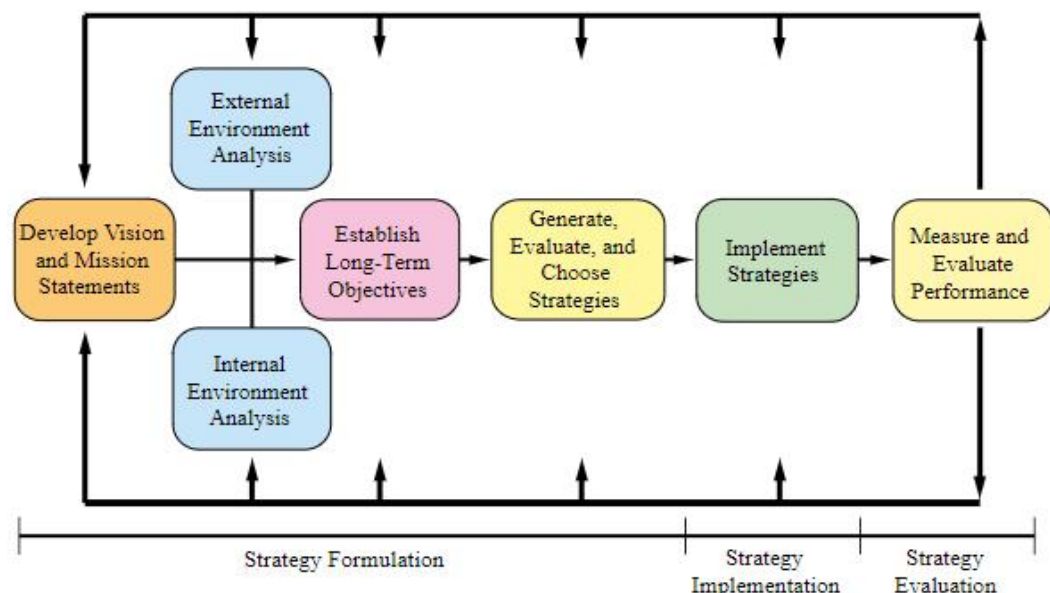 External
Environment
Analysis
Develop Vision
and Mission
Statements
Establish
Long-Term
Objectives
Generate,
Evaluate, and
Choose
Strategies
Implement
Strategies
Measure and
Evaluate
Performance
Internal
Environment
Analysis
Strategy Formulation
Strategy
Implementation
Strategy
Evaluation